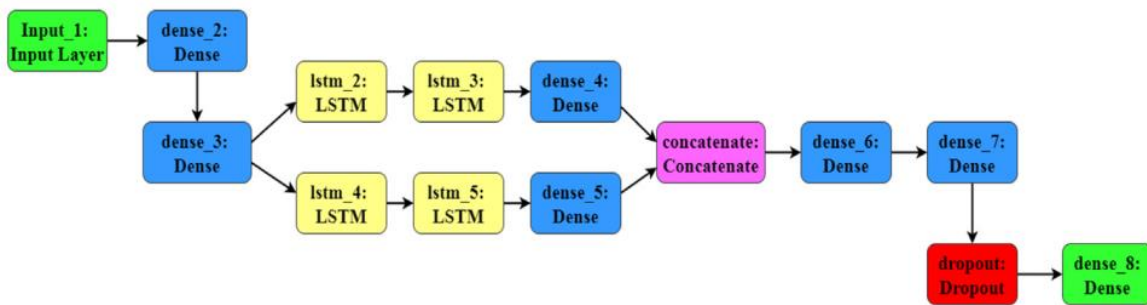 Input_1:
Input Layer
dense_2:
Dense
dense_3:
Dense
lstm_2:
LSTM
lstm_3:
LSTM
dense_4:
Dense
lstm_4:
LSTM
lstm_5:
LSTM
dense_5:
Dense
concatenate:
Concatenate
dense_6:
Dense
dense_7:
Dense
dropout:
Dropout
dense_8:
Dense